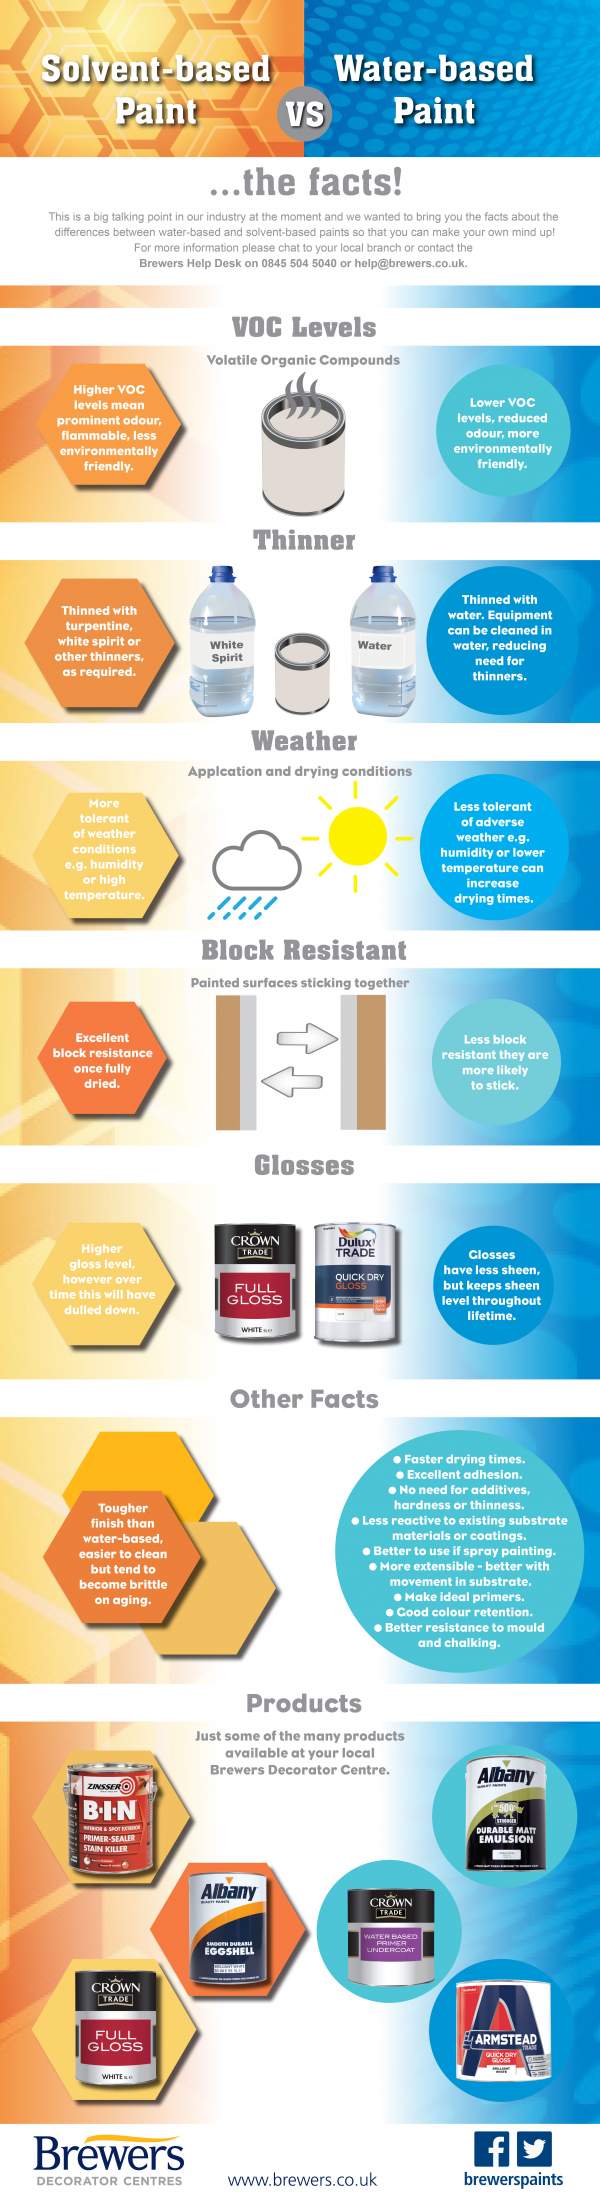 Solvent-based
Paint
VS
Water-based
Paint
...the facts!
This is a big talking point in our industry at the moment and we wanted to bring you the facts about the
differences between water-based and solvent-based paints so that you can make your own mind up!
For more information please chat to your local branch or contact the
Brewers Help Desk on 0845 504 5040 or help@brewers.co.uk.
VOC Levels
Volatile Organic Compounds
Higher VOC
levels mean
prominent odour,
flammable, less
environmentally
friendly.
Lower VOC
levels, reduced
odour, more
environmentally
friendly.
Thinner
Thinned with
turpentine,
white spirit or
other thinners,
as required.
White
Spirit
Water
Thinned with
water. Equipment
can be cleaned in
water, reducing
need for
thinners.
Weather
Applcation and drying conditions
More
tolerant
of weather
conditions
e.g. humidity
or high
temperature.
Less tolerant
of adverse
weather e.g.
humidity or lower
temperature can
increase
drying times.
Block Resistant
Painted surfaces sticking together
Excellent
block resistance
once fully
dried.
Less block
resistant they are
more likely
to stick.
Glosses
Higher
gloss level,
however over
time this will have
dulled down.
CROWN
TRADE
FULL
GLOSS
WHITE 5L℮
Dulux
TRADE
QUICK DRY
GLOSS
Glosses
have less sheen,
but keeps sheen
level throughout
lifetime.
Other Facts
Tougher
finish than
water-based,
easier to clean
but tend to
become brittle
on aging.
● Faster drying times.
● Excellent adhesion.
● No need for additives,
hardness or thinness.
● Less reactive to existing substrate
materials or coatings.
● Better to use if spray painting.
● More extensible - better with
movement in substrate.
● Make ideal primers.
● Good colour retention.
● Better resistance to mould
and chalking.
Products
Just some of the many products
available at your local
Brewers Decorator Centre.
ZINSSER
B-I-N
INTERIOR & SPOT EXTERIOR
PRIMER-SEALER
STAIN KILLER
Albany
QUALITY PAINTS
DURABLE MATT
EMULSION
Albany
QUALITY PAINTS
SMOOTH DURABLE
EGGSHELL
BRILLIANT WHITE
CROWN
TRADE
WATER BASED
PRIMER
UNDERCOAT
CROWN
TRADE
FULL
GLOSS
WHITE 5L℮
ARMSTEAD
TRADE
QUICK DRY
GLOSS
BRILLIANT
WHITE
Brewers
DECORATOR CENTRES
www.brewers.co.uk
brewerspaints